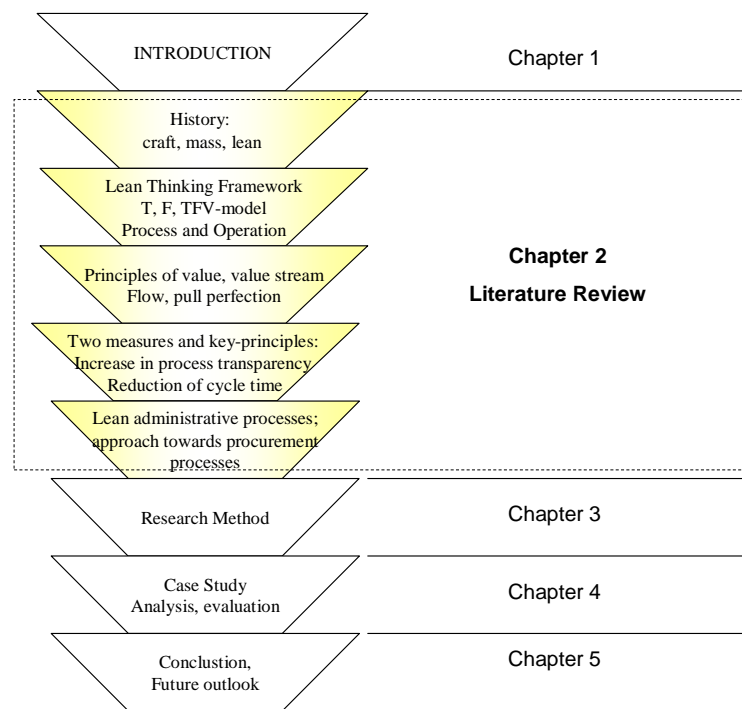 INTRODUCTION
Chapter 1
History:
craft, mass, lean
Lean Thinking Framework
T, F, TFV-model
Process and Operation
Principles of value, value stream
Flow, pull perfection
Chapter 2
Literature Review
Two measures and key-principles:
Increase in process transparency
Reduction of cycle time
Lean administrative processes;
approach towards procurement
processes
Research Method
Chapter 3
Case Study
Analysis, evaluation
Chapter 4
Conclustion,
Future outlook
Chapter 5